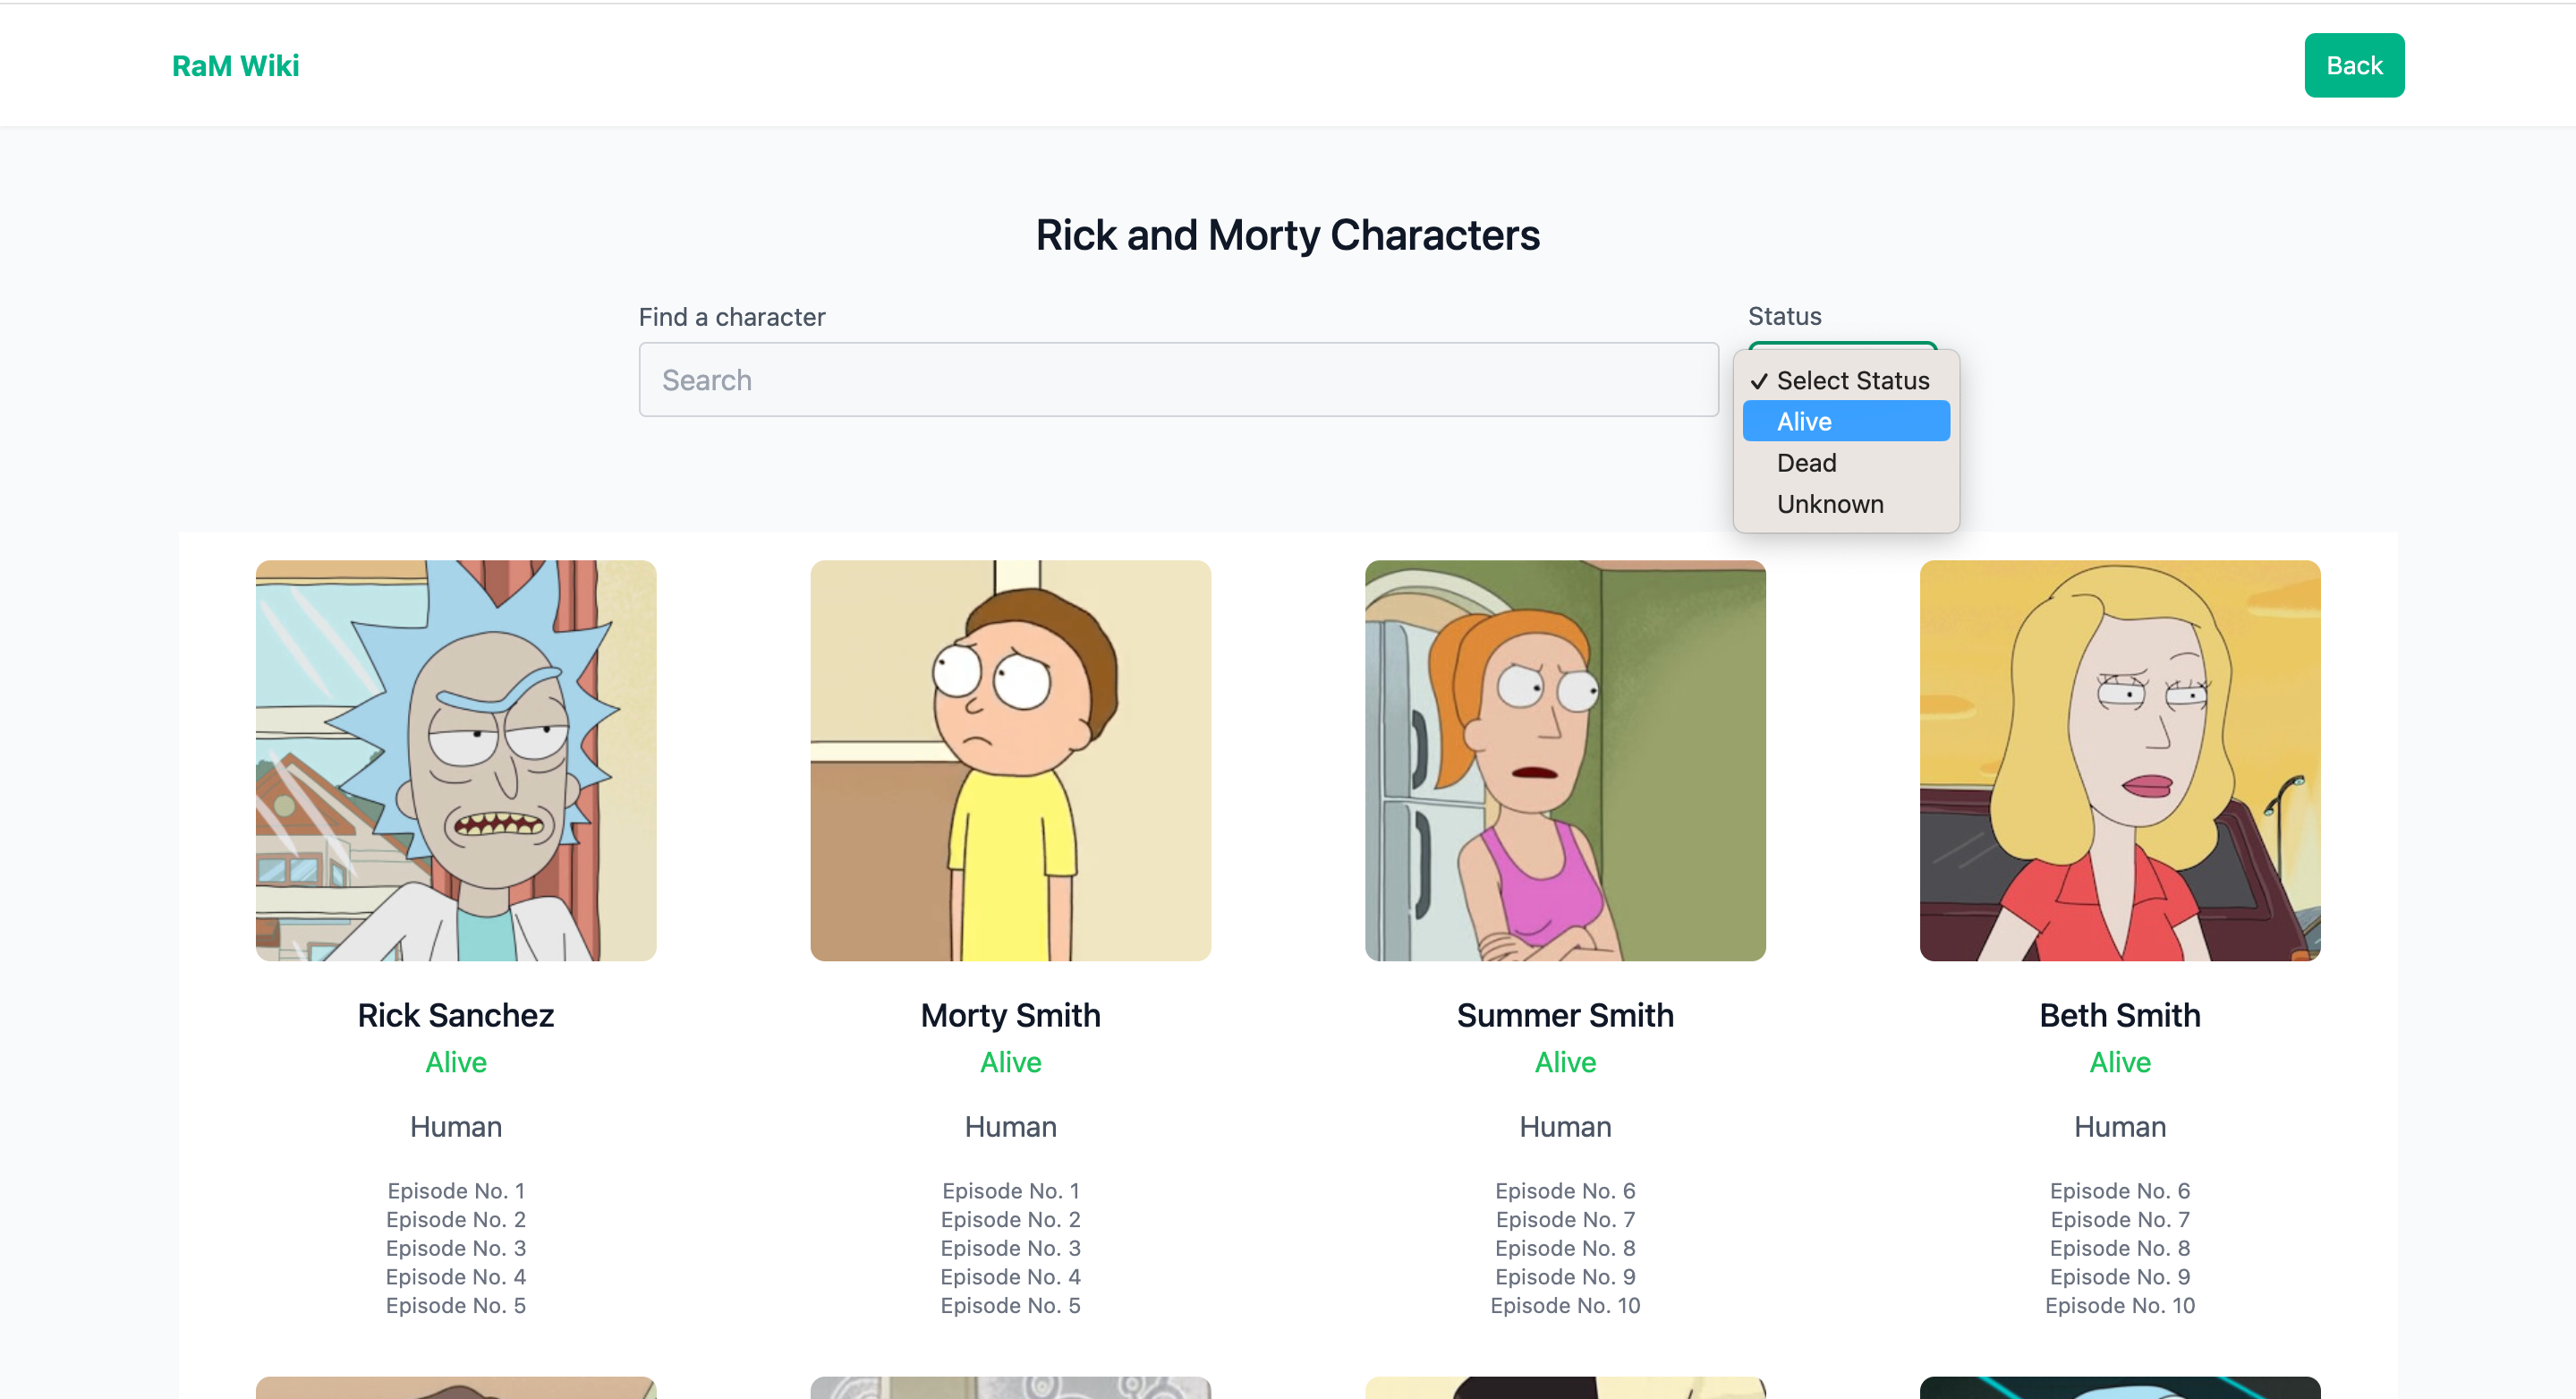 RaM Wiki
Back
Rick and Morty Characters
Find a character
Status
Search
✓ Select Status
Alive
Dead
Unknown
Rick Sanchez
Alive
Human
Episode No. 1
Episode No. 2
Episode No. 3
Episode No. 4
Episode No. 5
Morty Smith
Alive
Human
Episode No. 1
Episode No. 2
Episode No. 3
Episode No. 4
Episode No. 5
Summer Smith
Alive
Human
Episode No. 6
Episode No. 7
Episode No. 8
Episode No. 9
Episode No. 10
Beth Smith
Alive
Human
Episode No. 6
Episode No. 7
Episode No. 8
Episode No. 9
Episode No. 10